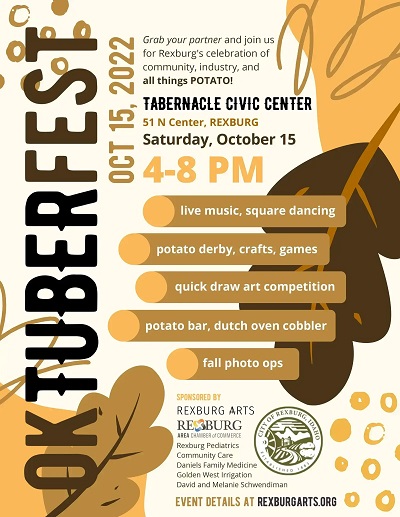 OKTUBERFEST
OCT 15, 2022
Grab your partner and join us
for Rexburg's celebration of
community, industry, and
all things POTATO!
TABERNACLE CIVIC CENTER
51 N Center, REXBURG
Saturday, October 15
4-8 PM
live music, square dancing
potato derby, crafts, games
quick draw art competition
potato bar, dutch oven cobbler
fall photo ops
SPONSORED BY
REXBURG ARTS
REXBURG
AREA CHAMBER of COMMERCE
Rexburg Pediatrics
Community Care
Daniels Family Medicine
Golden West Irrigation
David and Melanie Schwendiman
CITY OF REXBURG IDAHO
EVENT DETAILS AT REXBURGARTS.ORG